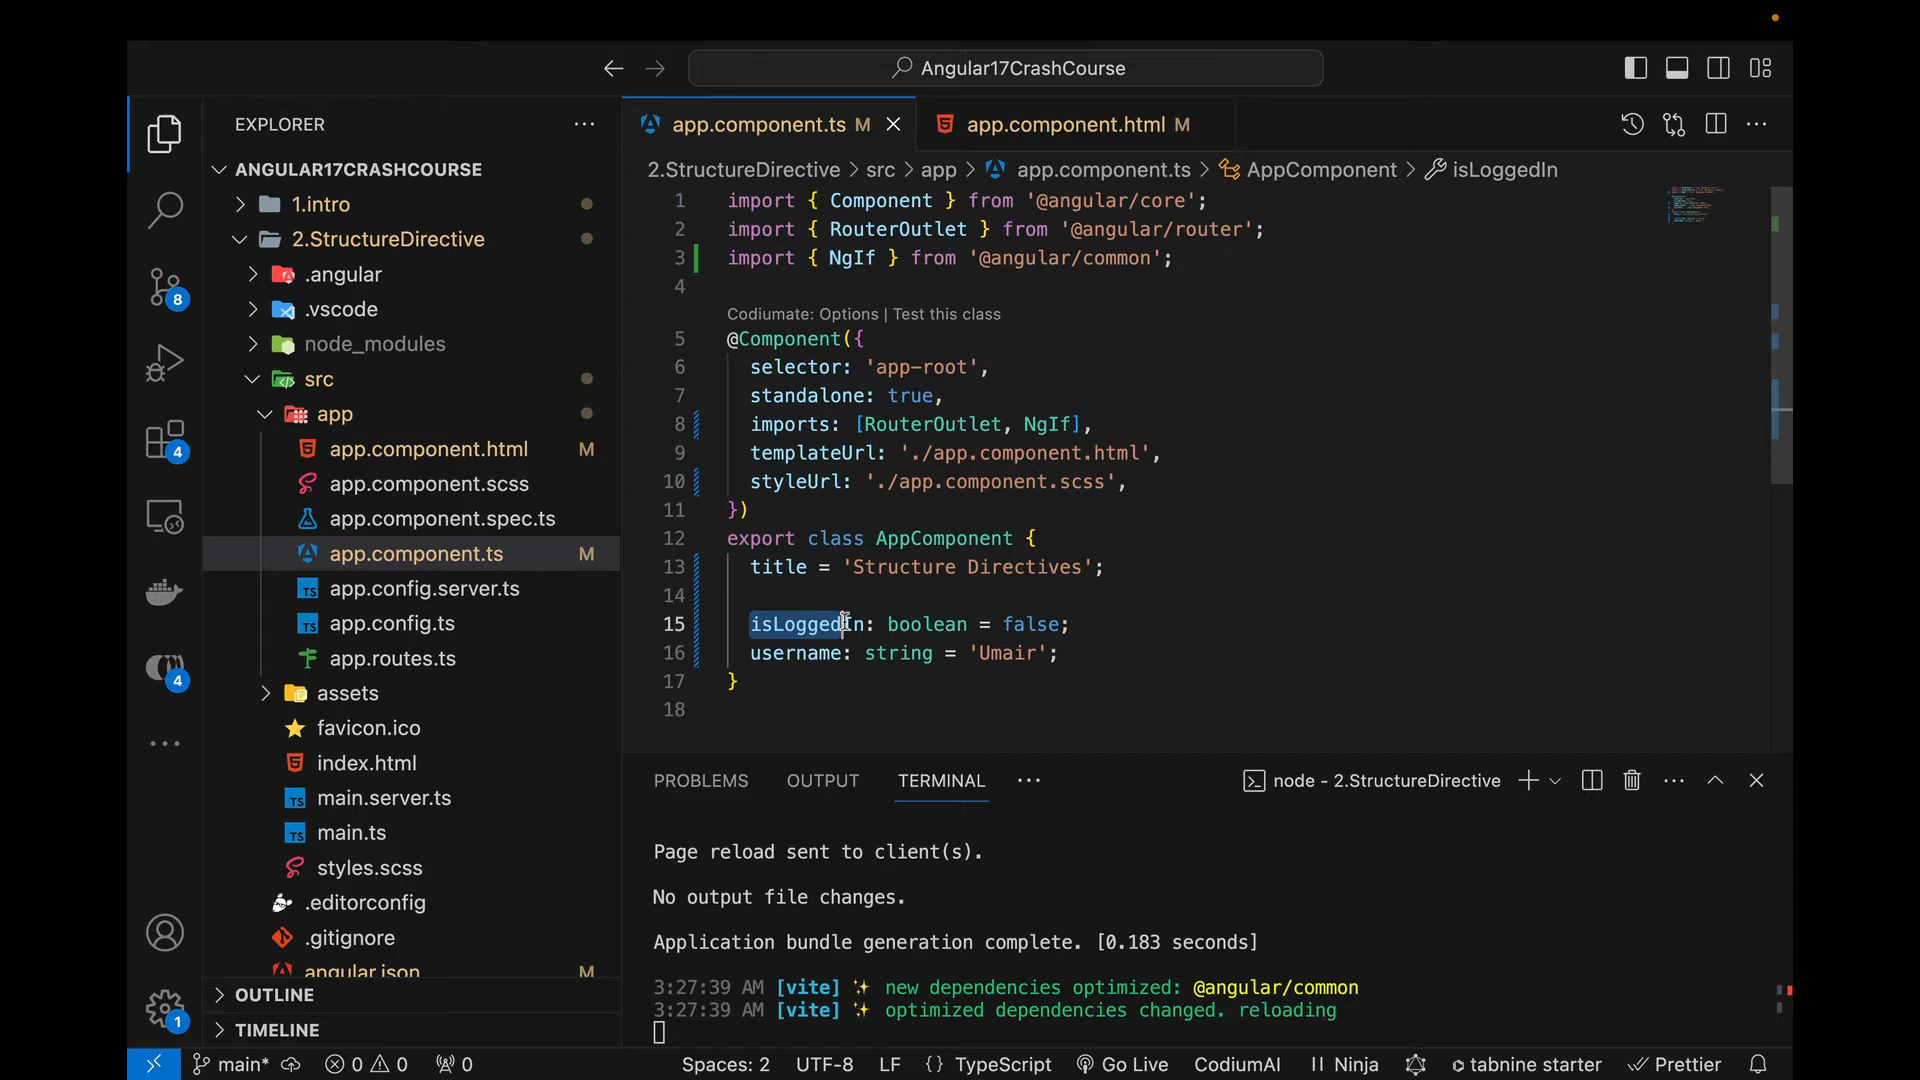 Angular17CrashCourse
EXPLORER
ANGULAR17CRASHCOURSE
1.intro
2.StructureDirective
.angular
.vscode
node_modules
src
app
app.component.html M
app.component.scss
app.component.spec.ts
app.component.ts M
app.config.server.ts
app.config.ts
app.routes.ts
assets
favicon.ico
index.html
main.server.ts
main.ts
styles.scss
.editorconfig
.gitignore
angular.json M
OUTLINE
TIMELINE
8
4
4
1
app.component.ts M
app.component.html M
2.StructureDirective > src > app > app.component.ts > AppComponent > isLoggedIn
1 import { Component } from '@angular/core';
2 import { RouterOutlet } from '@angular/router';
3 import { NgIf } from '@angular/common';
4
Codiumate: Options | Test this class
5 @Component({
6 selector: 'app-root',
7 standalone: true,
8 imports: [RouterOutlet, NgIf],
9 templateUrl: './app.component.html',
10 styleUrl: './app.component.scss',
11 })
12 export class AppComponent {
13 title = 'Structure Directives';
14
15 isLoggedIn: boolean = false;
16 username: string = 'Umair';
17 }
18
PROBLEMS OUTPUT TERMINAL
node - 2.StructureDirective
Page reload sent to client(s).
No output file changes.
Application bundle generation complete. [0.183 seconds]
3:27:39 AM [vite] ✨ new dependencies optimized: @angular/common
3:27:39 AM [vite] ✨ optimized dependencies changed. reloading
main* 0 0 0 Spaces: 2 UTF-8 LF {} TypeScript Go Live CodiumAI Ninja tabnine starter Prettier